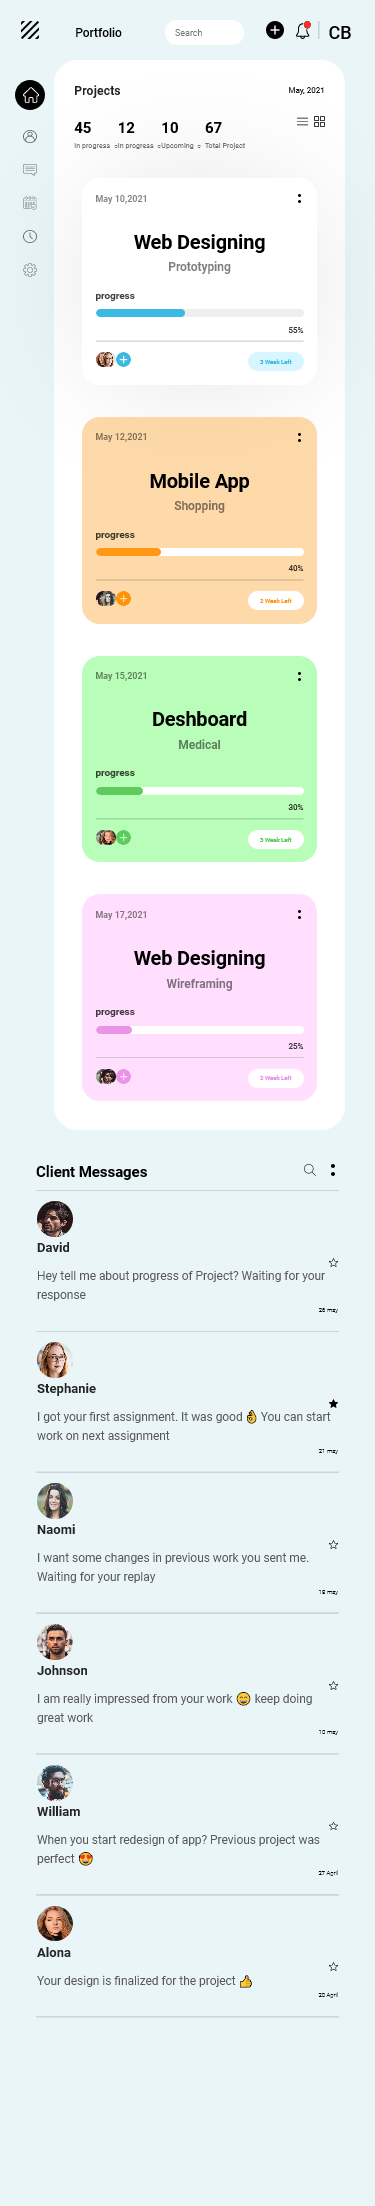 Portfolio
Search
CB
Projects
May, 2021
45 12 10 67
In progress In progress Upcoming Total Project
May 10,2021
Web Designing
Prototyping
progress
55%
3 Week Left
May 12,2021
Mobile App
Shopping
progress
40%
2 Week Left
May 15,2021
Deshboard
Medical
progress
30%
3 Week Left
May 17,2021
Web Designing
Wireframing
progress
25%
2 Week Left
Client Messages
David
Hey tell me about progress of Project? Waiting for your
response
26 may
Stephanie
I got your first assignment. It was good 👌 You can start
work on next assignment
21 may
Naomi
I want some changes in previous work you sent me.
Waiting for your replay
15 may
Johnson
I am really impressed from your work 😄 keep doing
great work
10 may
William
When you start redesign of app? Previous project was
perfect 😍
27 April
Alona
Your design is finalized for the project 👍
20 April